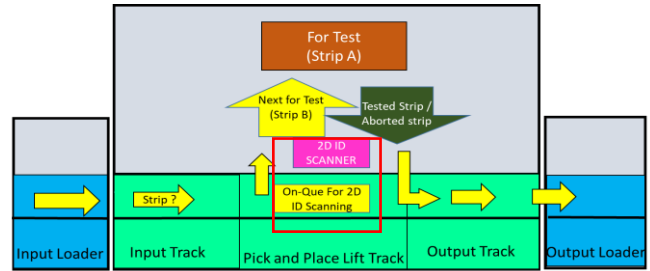 For Test
(Strip A)
Next for Test
(Strip B)
Tested Strip /
Aborted strip
2D ID
SCANNER
Strip ?
On-Que For 2D
ID Scanning
Input Loader
Input Track
Pick and Place Lift Track
Output Track
Output Loader